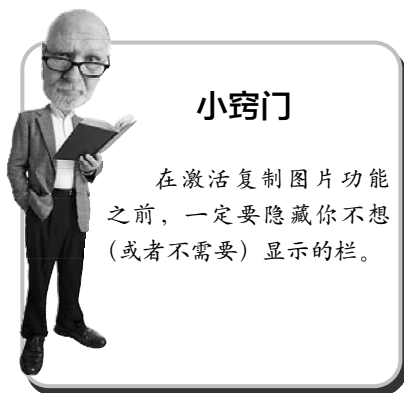 小窍门
在激活复制图片功能
之前，一定要隐藏你不想
（或者不需要）显示的栏。